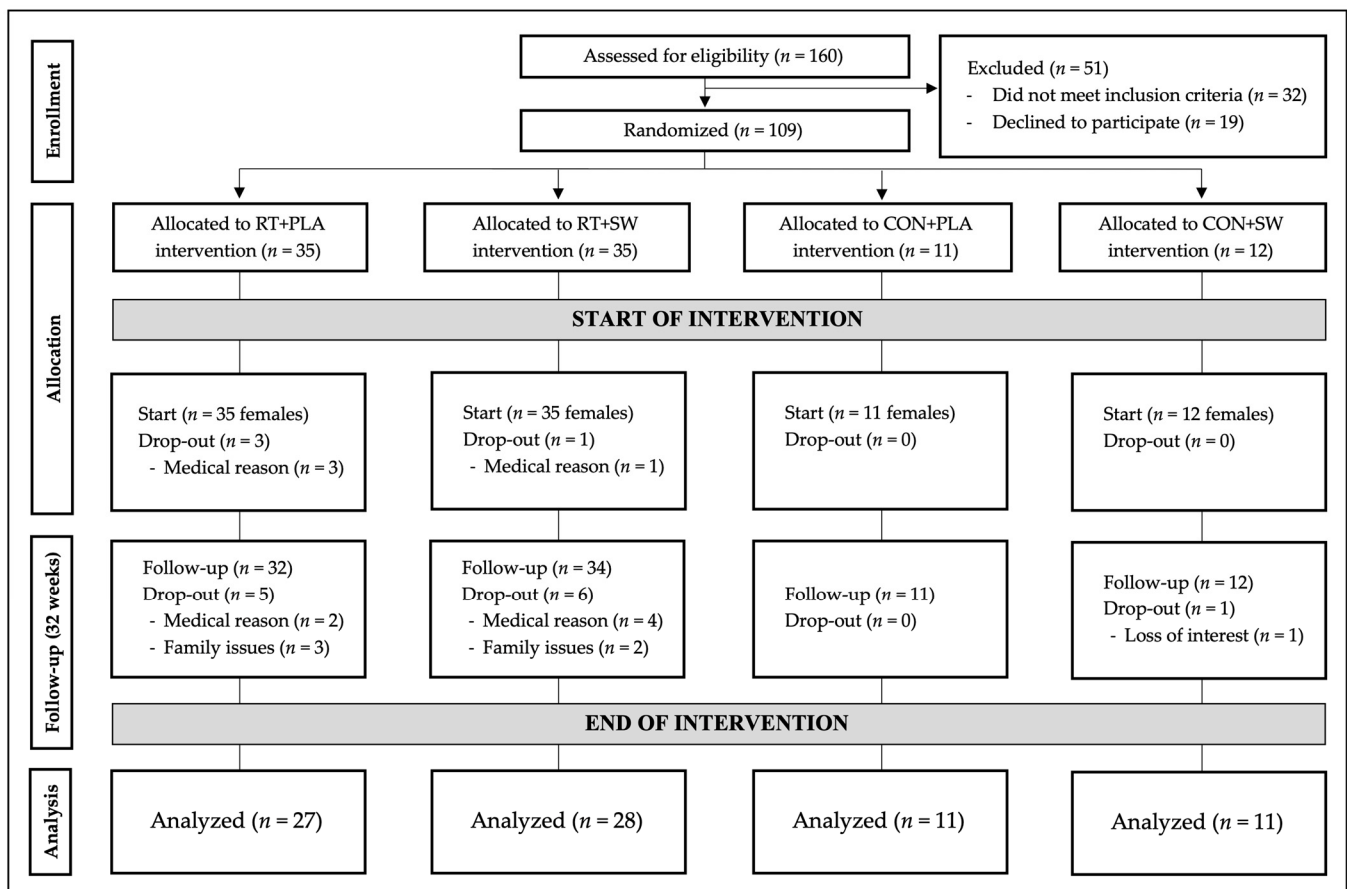 Enrollment
Assessed for eligibility (n = 160)
Excluded (n = 51)
- Did not meet inclusion criteria (n = 32)
- Declined to participate (n = 19)
Randomized (n = 109)
Allocation
Allocated to RT+PLA
intervention (n = 35)
Allocated to RT+SW
intervention (n = 35)
Allocated to CON+PLA
intervention (n = 11)
Allocated to CON+SW
intervention (n = 12)
START OF INTERVENTION
Start (n = 35 females)
Drop-out (n = 3)
- Medical reason (n = 3)
Start (n = 35 females)
Drop-out (n = 1)
- Medical reason (n = 1)
Start (n = 11 females)
Drop-out (n = 0)
Start (n = 12 females)
Drop-out (n = 0)
Follow-up (32 weeks)
Follow-up (n = 32)
Drop-out (n = 5)
- Medical reason (n = 2)
- Family issues (n = 3)
Follow-up (n = 34)
Drop-out (n = 6)
- Medical reason (n = 4)
- Family issues (n = 2)
Follow-up (n = 11)
Drop-out (n = 0)
Follow-up (n = 12)
Drop-out (n = 1)
- Loss of interest (n = 1)
END OF INTERVENTION
Analysis
Analyzed (n = 27)
Analyzed (n = 28)
Analyzed (n = 11)
Analyzed (n = 11)